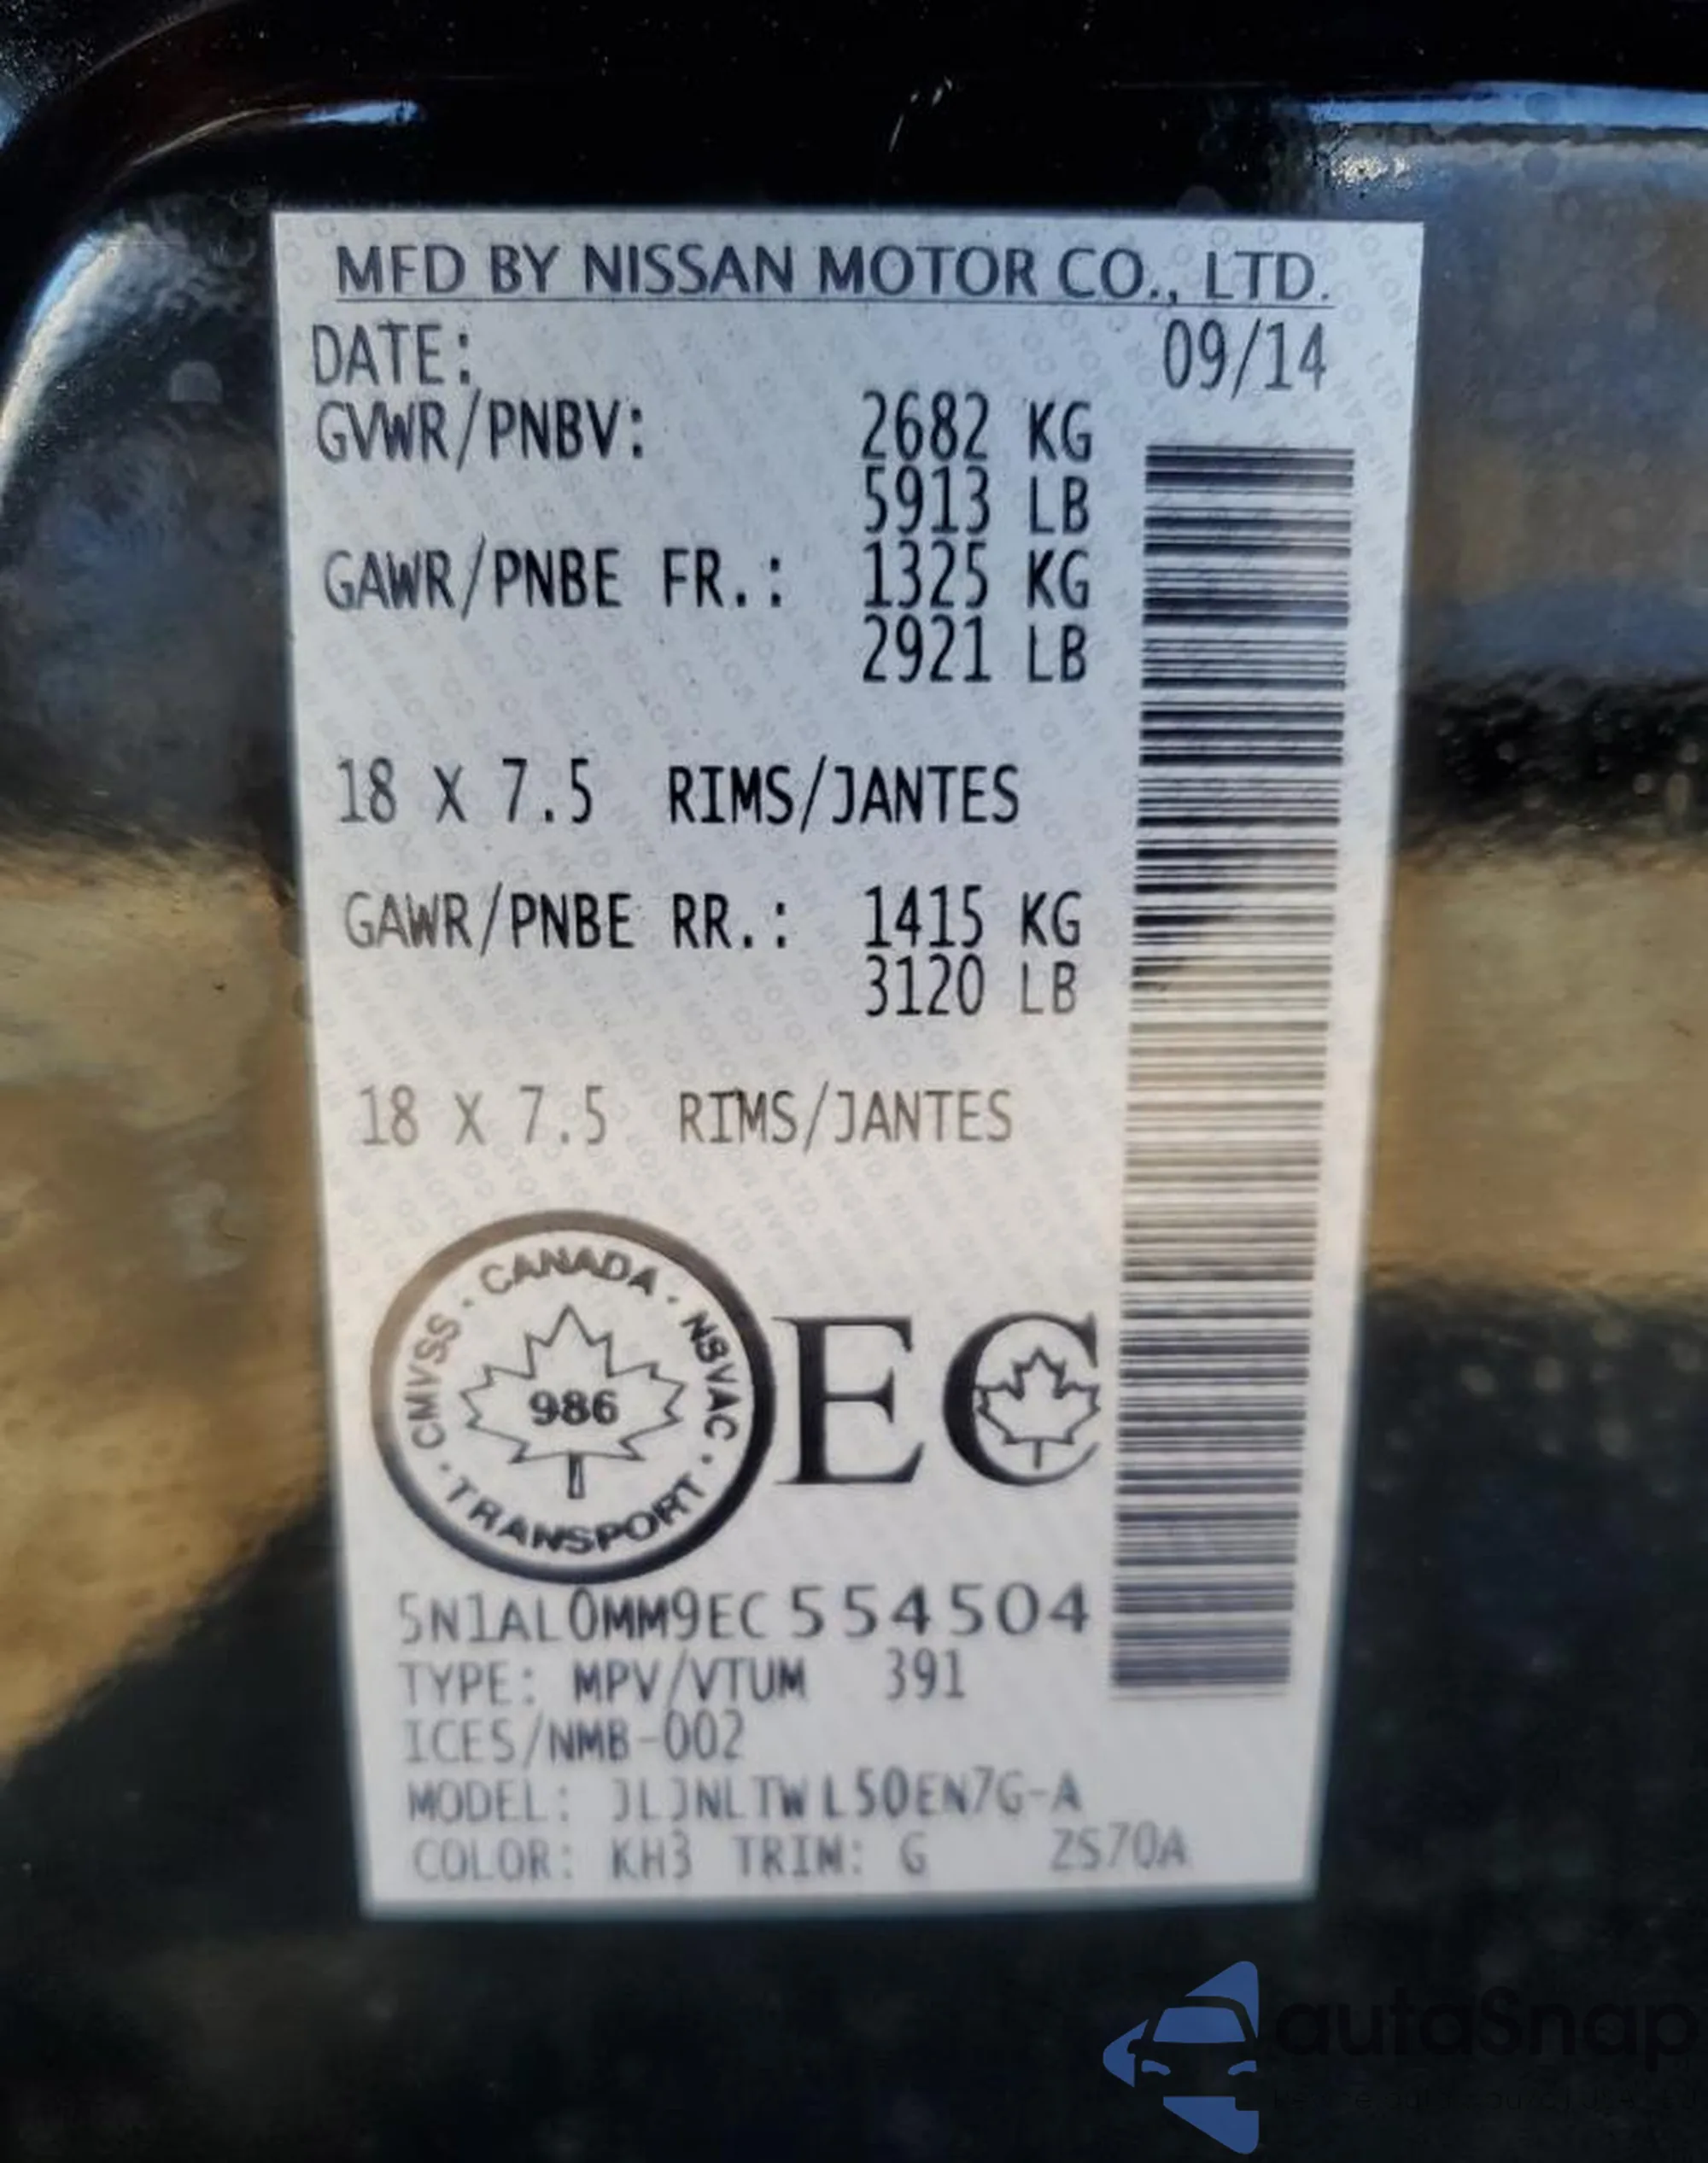 MFD BY NISSAN MOTOR CO., LTD.
DATE: 09/14
GVWR/PNBV: 2682 KG
5913 LB
GAWR/PNBE FR.: 1325 KG
2921 LB
18 X 7.5 RIMS/JANTES
GAWR/PNBE RR.: 1415 KG
3120 LB
18 X 7.5 RIMS/JANTES
CMVSS · CANADA · NSVAC · TRANSPORT
986
EC
5N1AL0MM9EC554504
TYPE: MPV/VTUM 391
ICES/NMB-002
MODEL: JLJNLTWL50EN7G-A
COLOR: KH3 TRIM: G ZS70A
autaSnap